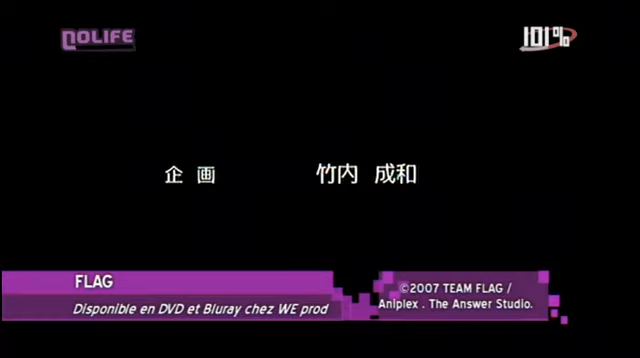 NOLIFE
101%
企画 竹内 成和
FLAG
Disponible en DVD et Bluray chez WE prod
©2007 TEAM FLAG /
Aniplex . The Answer Studio.